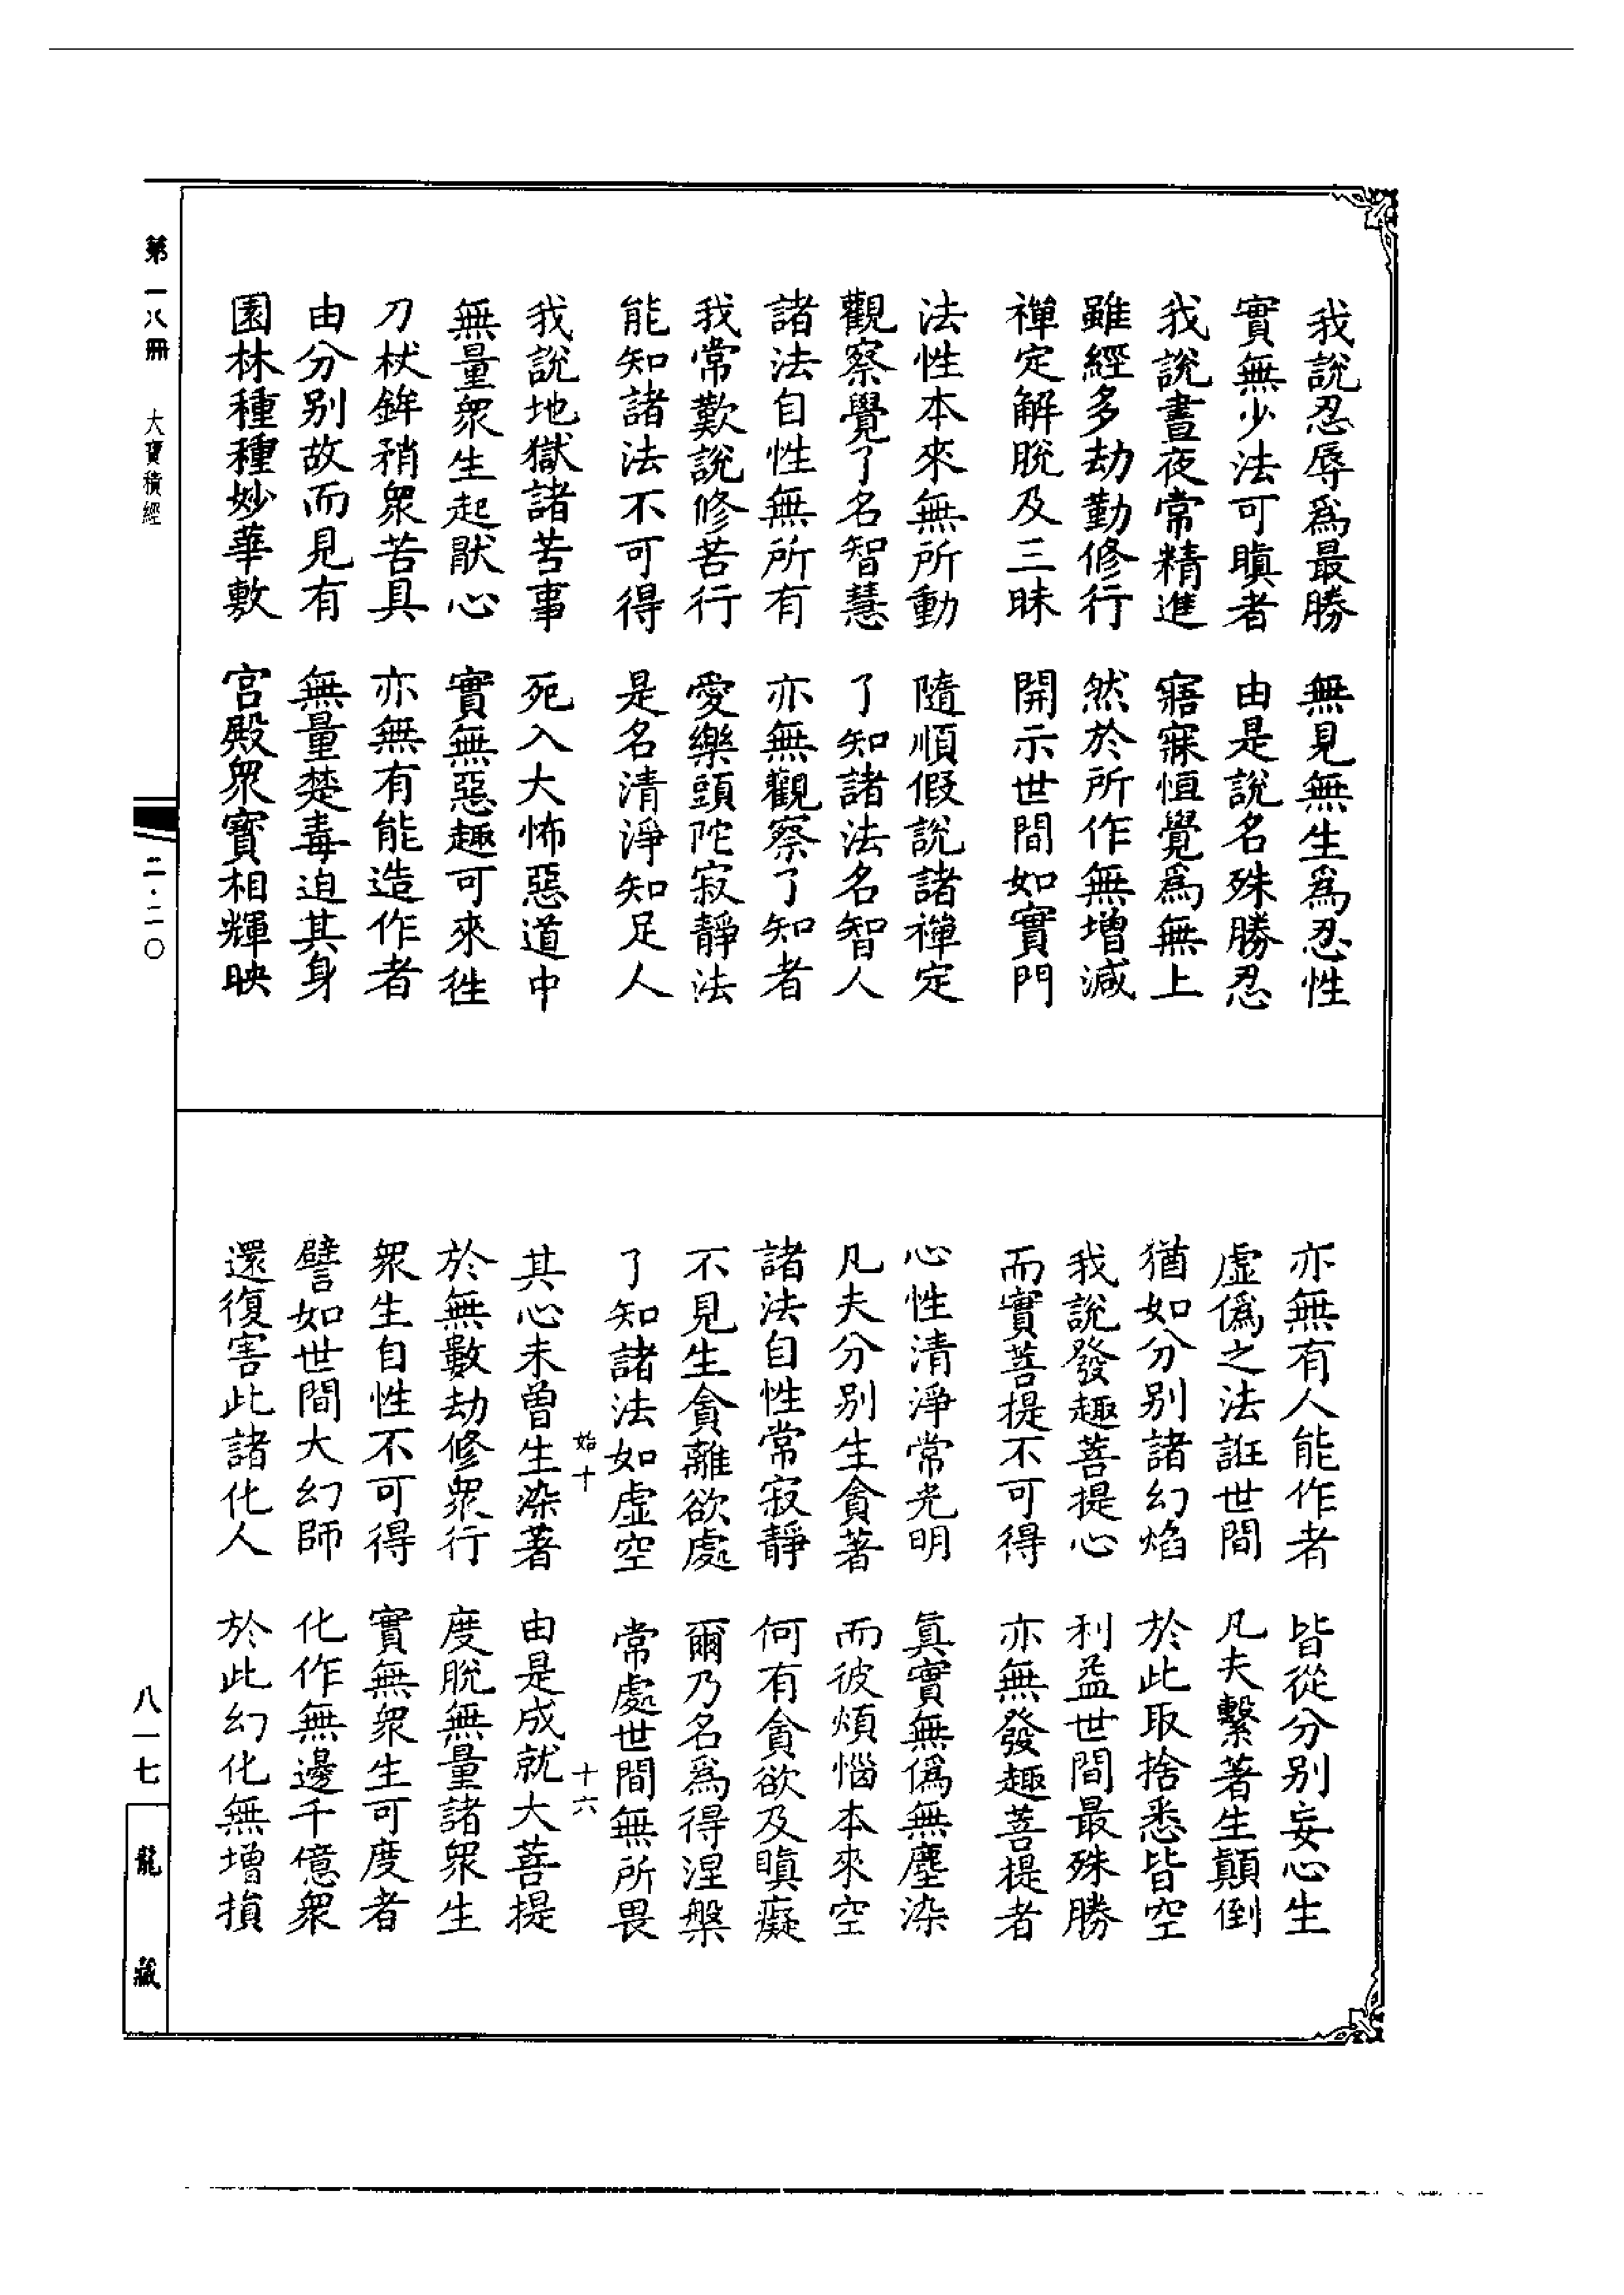 我說忍辱爲最勝　無見無生爲忍性
實無少法可瞋者　由是說名殊勝忍
我說晝夜常精進　寤寐恒覺爲無上
雖經多劫勤修行　然於所作無增減
禪定解脫及三昧　開示世間如實門
法性本來無所動　隨順假說諸禪定
觀察覺了名智慧　了知諸法名智人
諸法自性無所有　亦無觀察了知者
我常歎說修苦行　愛樂頭陀寂靜法
能知諸法不可得　是名清淨知足人
我說地獄諸苦事　死入大怖惡道中
無量衆生起厭心　實無惡趣可來往
刀杖鉾矟衆苦具　亦無有能造作者
由分別故而見有　無量楚毒迫其身
園林種種妙華敷　宮殿衆寶相輝映
亦無有人能作者　皆從分別妄心生
虛僞之法誑世間　凡夫繫著生顛倒
猶如分別諸幻焰　於此取捨悉皆空
我說發趣菩提心　利益世間最殊勝
而實菩提不可得　亦無發趣菩提者
心性清淨常光明　眞實無僞無塵染
凡夫分別生貪著　而彼煩惱本來空
諸法自性常寂靜　何有貪欲及瞋癡
不見生貪離欲處　爾乃名爲得涅槃
了知諸法如虛空　常處世間無所畏
始十　十六
其心未曾生染著　由是成就大菩提
於無數劫修衆行　度脫無量諸衆生
衆生自性不可得　實無衆生可度者
譬如世間大幻師　化作無邊千億衆
還復害此諸化人　於此幻化無增損
第一八冊　大寶積經
二·二〇
八一七
龍藏